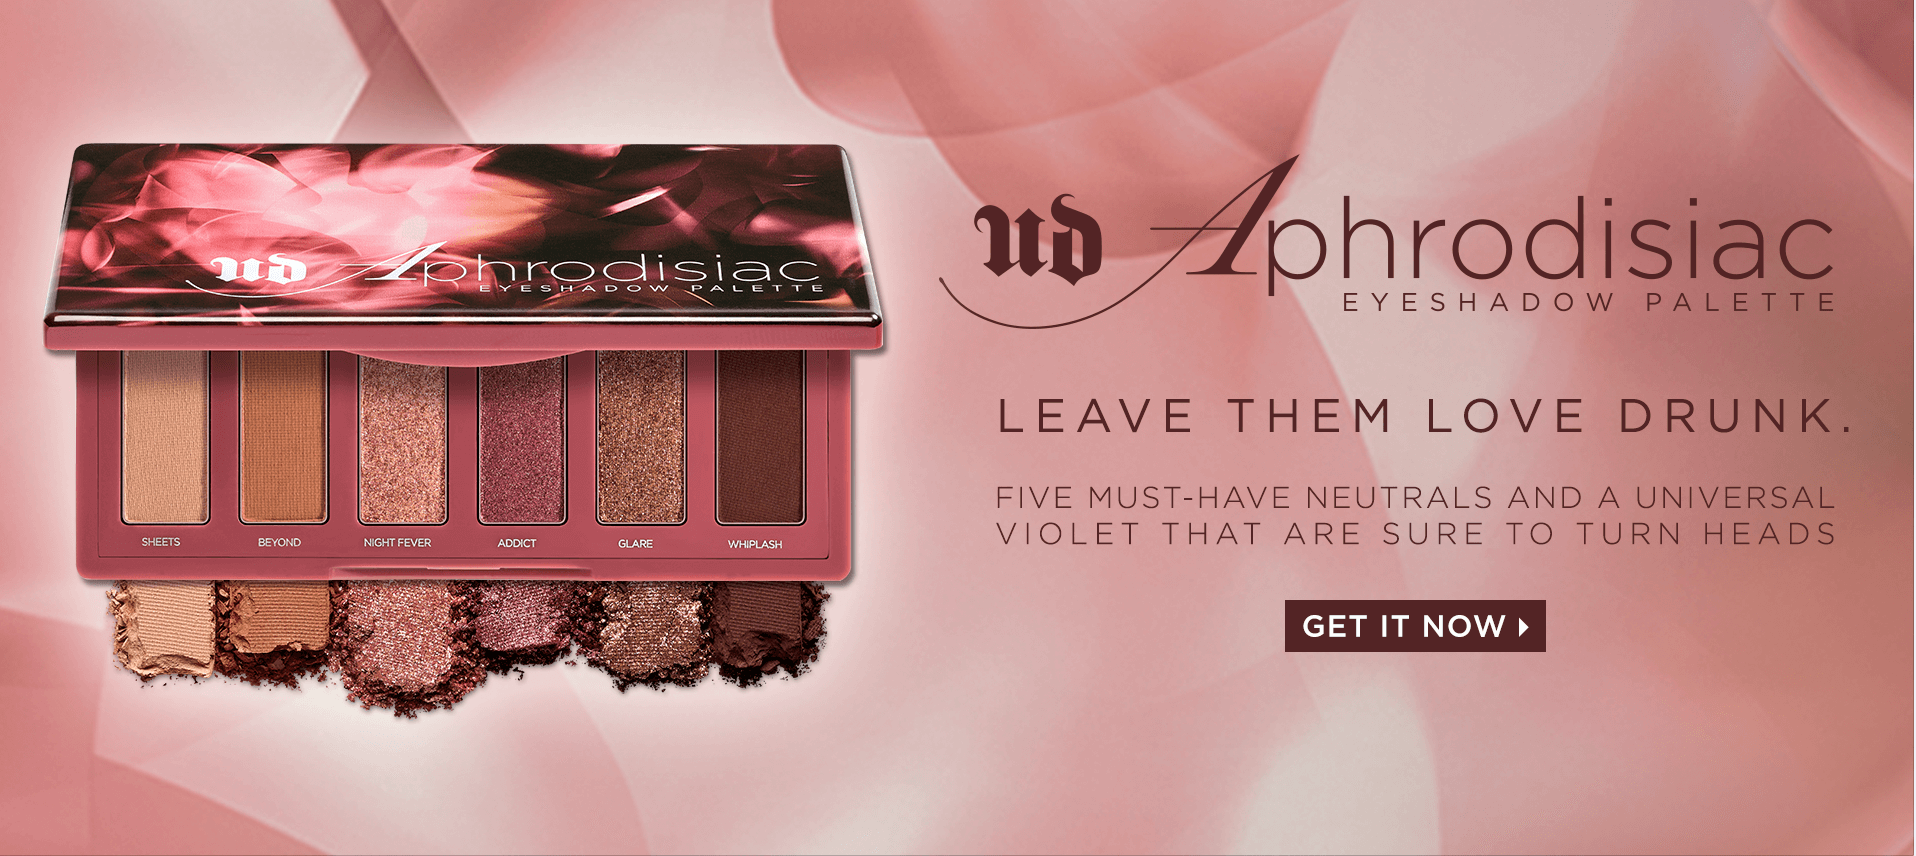 ud Aphrodisiac
EYESHADOW PALETTE
SHEETS BEYOND NIGHT FEVER ADDICT GLARE WHIPLASH
ud Aphrodisiac
EYESHADOW PALETTE
LEAVE THEM LOVE DRUNK.
FIVE MUST-HAVE NEUTRALS AND A UNIVERSAL
VIOLET THAT ARE SURE TO TURN HEADS
GET IT NOW